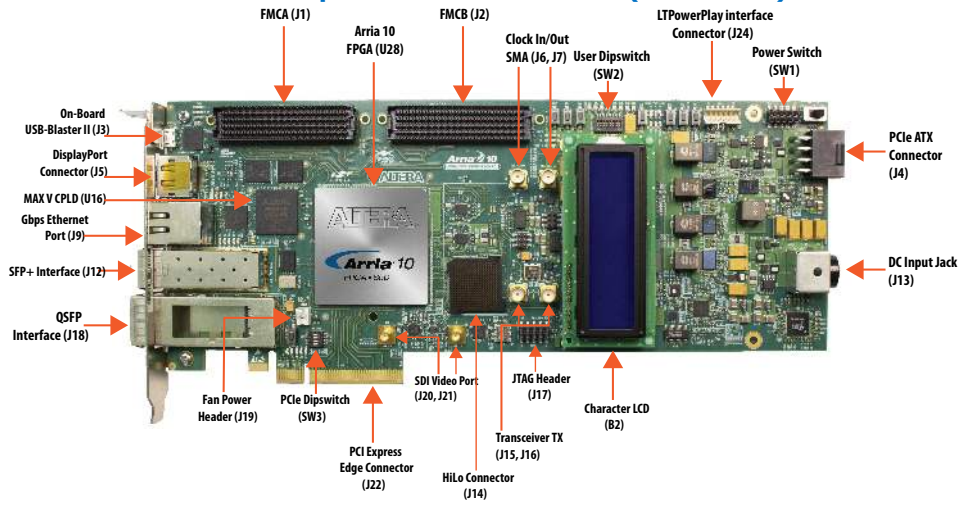 FMCA (J1)
FMCB (J2)
LTPowerPlay interface
Connector (J24)
Arria 10
FPGA (U28)
Clock In/Out
SMA (J6, J7)
User Dipswitch
(SW2)
Power Switch
(SW1)
On-Board
USB-Blaster II (J3)
DisplayPort
Connector (J5)
MAX V CPLD (U16)
Gbps Ethernet
Port (J9)
SFP+ Interface (J12)
QSFP
Interface (J18)
PCIe ATX
Connector
(J4)
DC Input Jack
(J13)
Arria 10
ALTERA
ALTERA
Arria 10
Fan Power
Header (J19)
PCIe Dipswitch
(SW3)
PCI Express
Edge Connector
(J22)
SDI Video Port
(J20, J21)
HiLo Connector
(J14)
Transceiver TX
(J15, J16)
JTAG Header
(J17)
Character LCD
(B2)